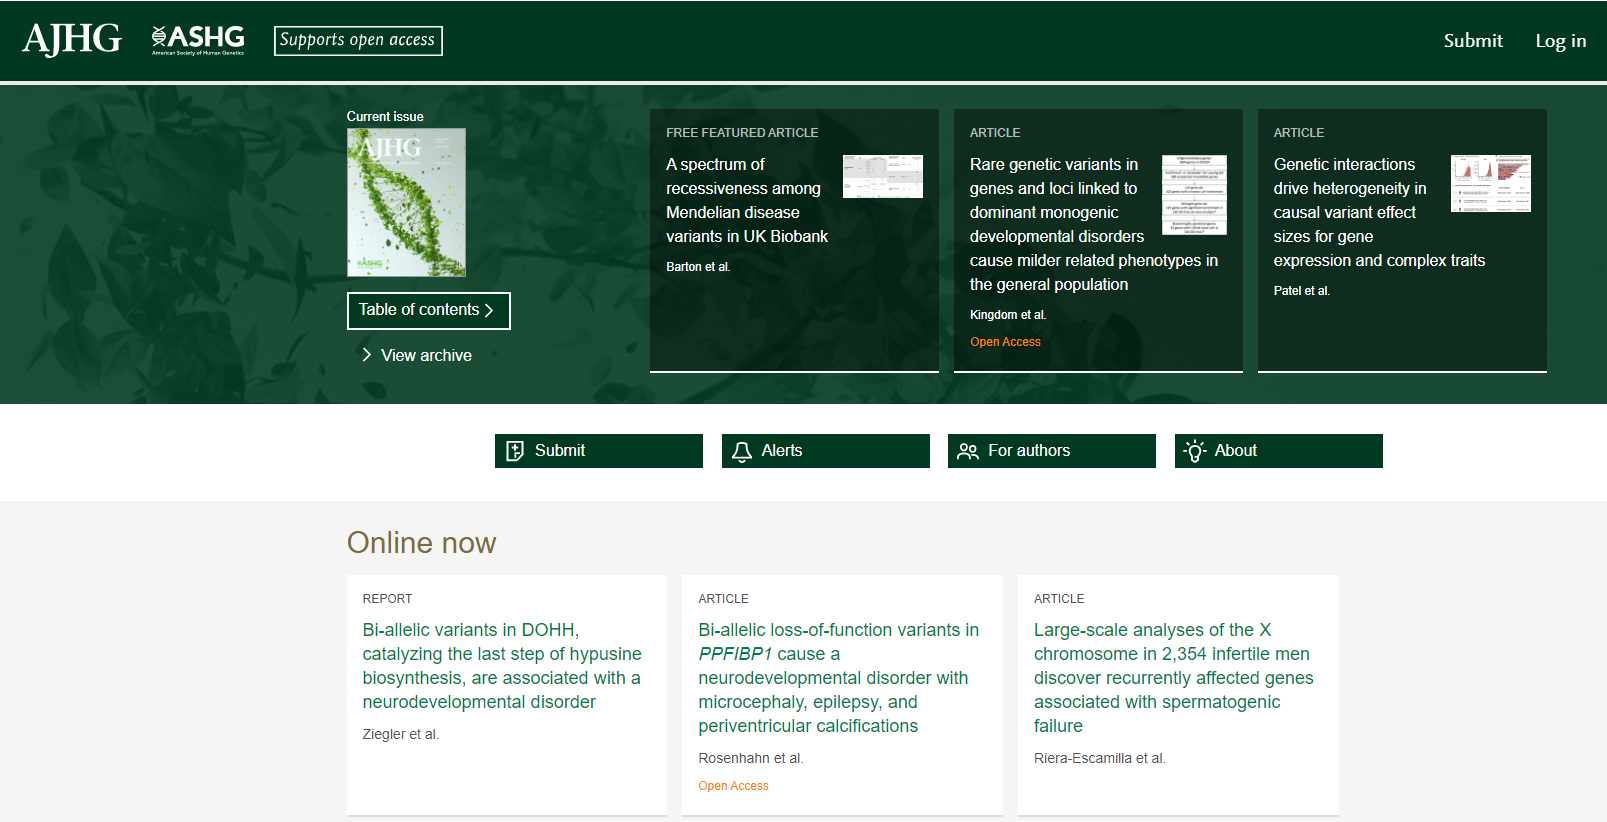 AJHG
ASHG
American Society of Human Genetics
Supports open access
Submit
Log in
Current issue
AJHG
ASHG
Table of contents
View archive
FREE FEATURED ARTICLE
A spectrum of
recessiveness among
Mendelian disease
variants in UK Biobank
Barton et al.
ARTICLE
Rare genetic variants in
genes and loci linked to
dominant monogenic
developmental disorders
cause milder related phenotypes in
the general population
Kingdom et al.
Open Access
ARTICLE
Genetic interactions
drive heterogeneity in
causal variant effect
sizes for gene
expression and complex traits
Patel et al.
Submit
Alerts
For authors
About
Online now
REPORT
Bi-allelic variants in DOHH,
catalyzing the last step of hypusine
biosynthesis, are associated with a
neurodevelopmental disorder
Ziegler et al.
ARTICLE
Bi-allelic loss-of-function variants in
PPFIBP1 cause a
neurodevelopmental disorder with
microcephaly, epilepsy, and
periventricular calcifications
Rosenhahn et al.
Open Access
ARTICLE
Large-scale analyses of the X
chromosome in 2,354 infertile men
discover recurrently affected genes
associated with spermatogenic
failure
Riera-Escamilla et al.